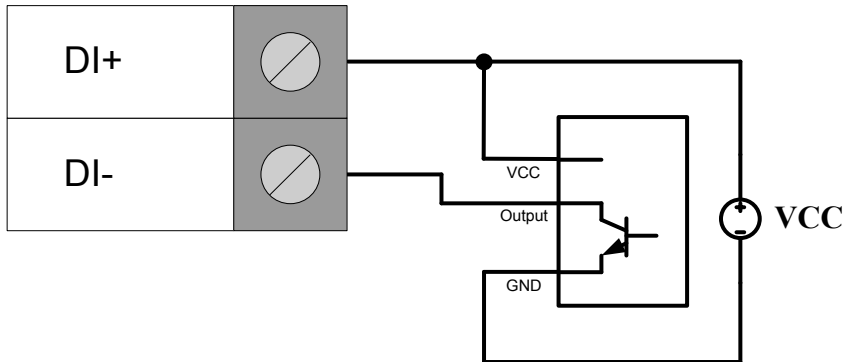 DI+
DI-
VCC
Output
GND
VCC